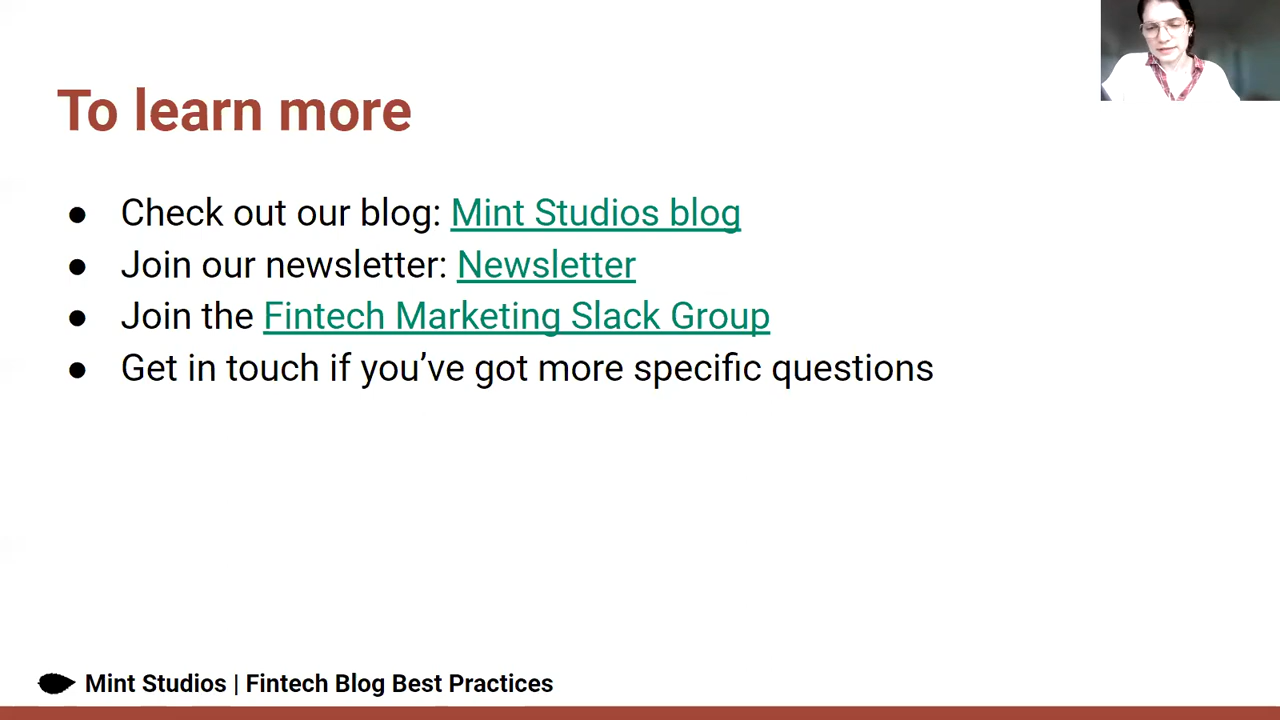 To learn more
● Check out our blog: Mint Studios blog
● Join our newsletter: Newsletter
● Join the Fintech Marketing Slack Group
● Get in touch if you’ve got more specific questions
Mint Studios | Fintech Blog Best Practices